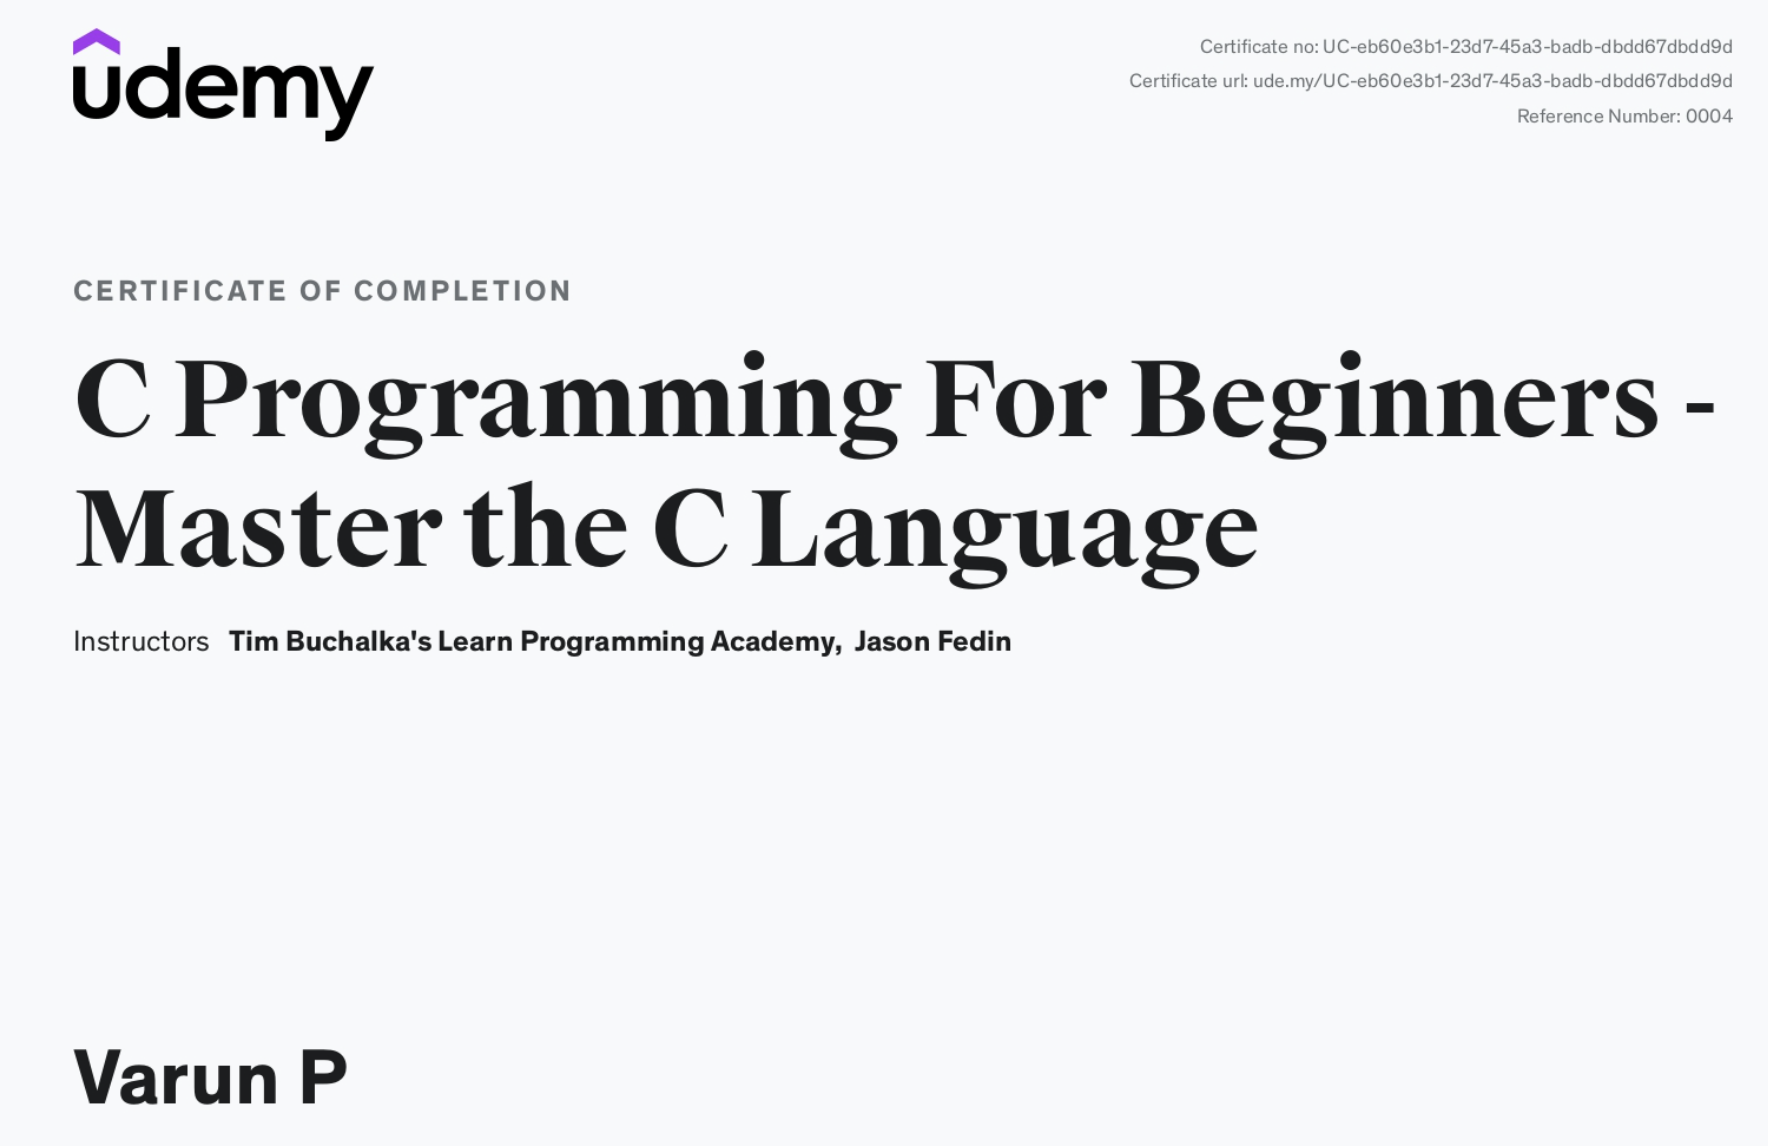 udemy
Certificate no: UC-eb60e3b1-23d7-45a3-badb-dbdd67dbdd9d
Certificate url: ude.my/UC-eb60e3b1-23d7-45a3-badb-dbdd67dbdd9d
Reference Number: 0004
CERTIFICATE OF COMPLETION
C Programming For Beginners -
Master the C Language
Instructors Tim Buchalka's Learn Programming Academy, Jason Fedin
Varun P